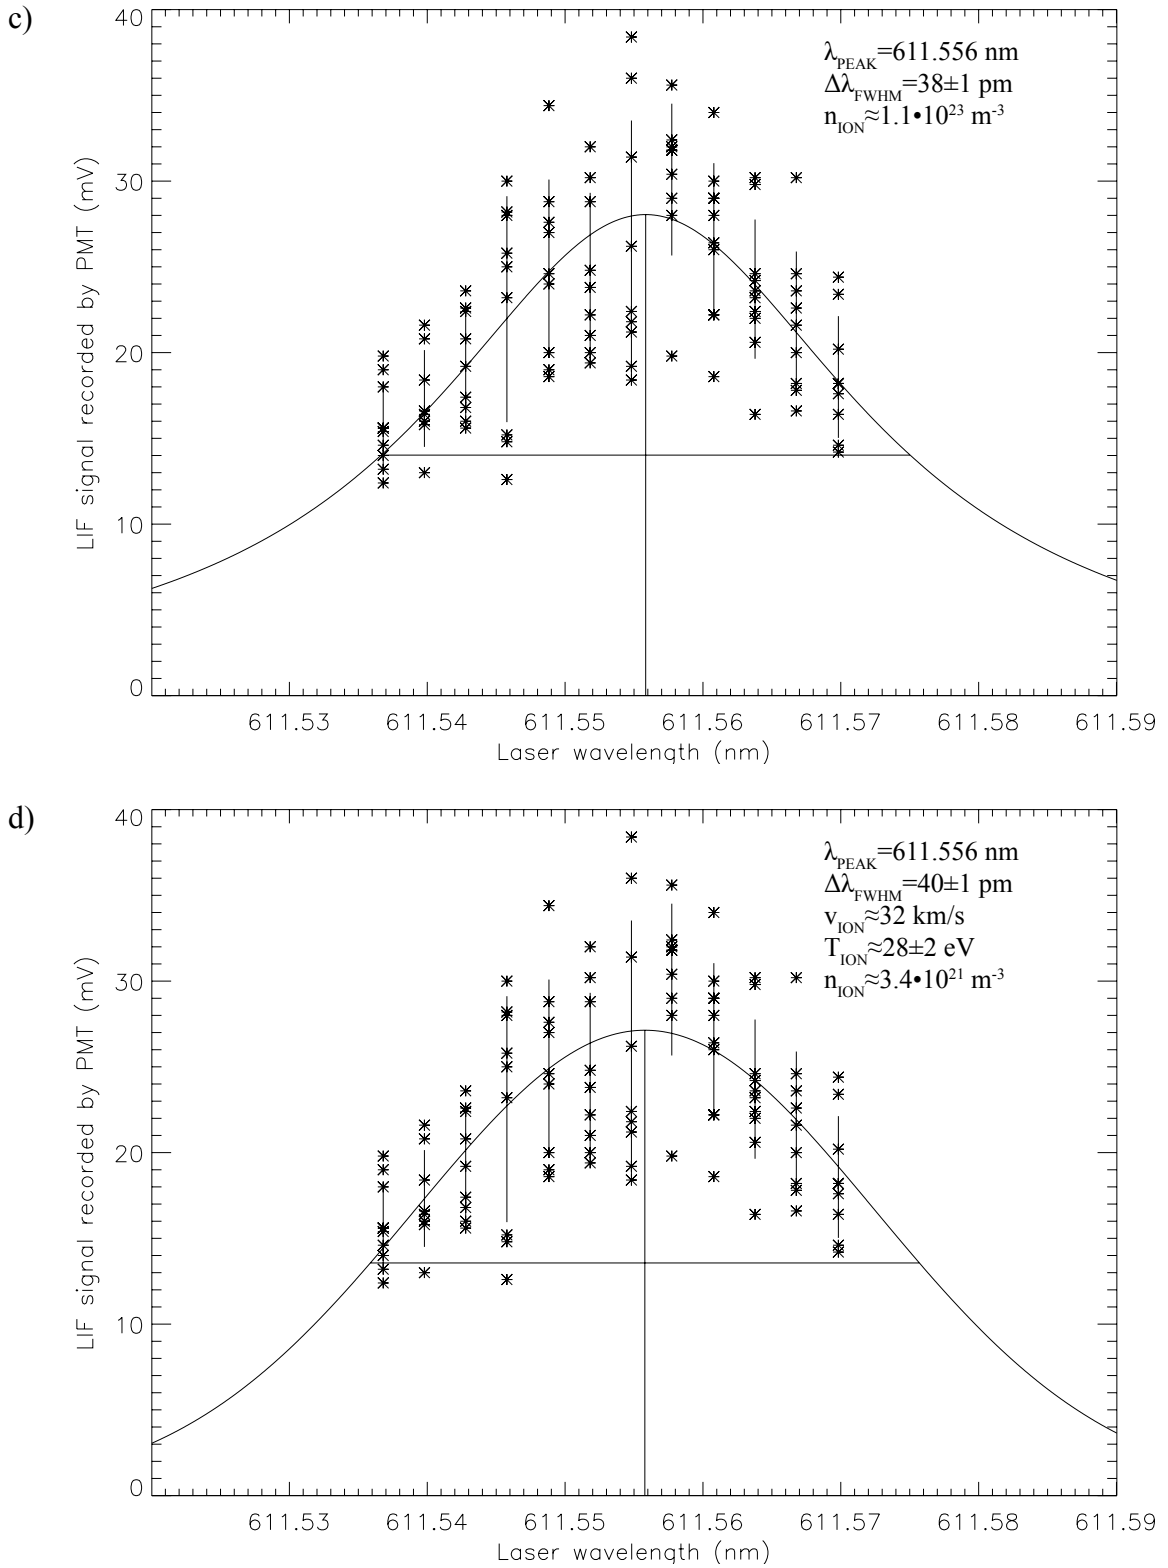 c)
λPEAK=611.556 nm
ΔλFWHM=38±1 pm
nION≈1.1•10²³ m⁻³
40
30
20
10
0
LIF signal recorded by PMT (mV)
611.53 611.54 611.55 611.56 611.57 611.58 611.59
Laser wavelength (nm)
d)
λPEAK=611.556 nm
ΔλFWHM=40±1 pm
vION≈32 km/s
TION≈28±2 eV
nION≈3.4•10²¹ m⁻³
40
30
20
10
0
LIF signal recorded by PMT (mV)
611.53 611.54 611.55 611.56 611.57 611.58 611.59
Laser wavelength (nm)